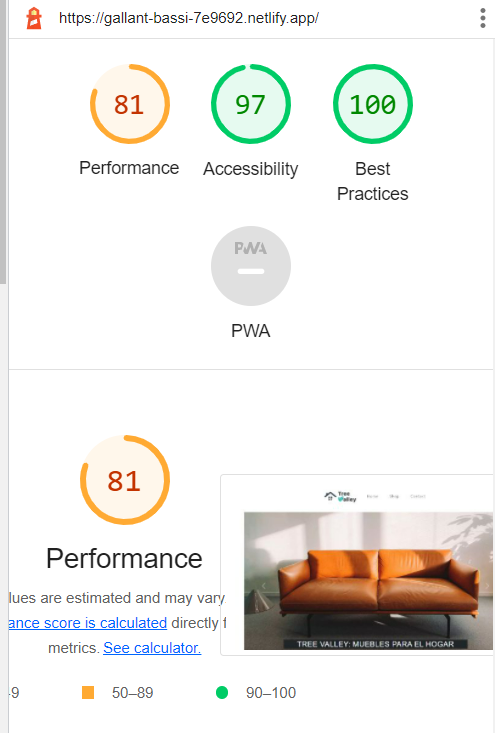 https://gallant-bassi-7e9692.netlify.app/
81
97
100
Performance
Accessibility
Best
Practices
PWA
PWA
81
Performance
lues are estimated and may vary
ance score is calculated directly f
metrics. See calculator.
Tree
Valley
Home
Shop
Contact
TREE VALLEY: MUEBLES PARA EL HOGAR
-9
50–89
90–100